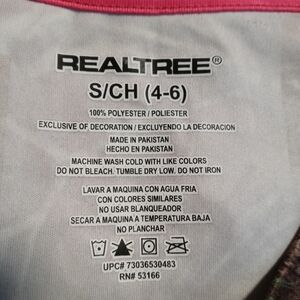 REALTREE®
S/CH (4-6)
100% POLYESTER / POLIESTER
EXCLUSIVE OF DECORATION / EXCLUYENDO LA DECORACION
MADE IN PAKISTAN
HECHO EN PAKISTAN
MACHINE WASH COLD WITH LIKE COLORS
DO NOT BLEACH. TUMBLE DRY LOW. DO NOT IRON
LAVAR A MAQUINA CON AGUA FRIA
CON COLORES SIMILARES
NO USAR BLANQUEADOR
SECAR A MAQUINA A TEMPERATURA BAJA
NO PLANCHAR
UPC# 73036530483
RN# 53166